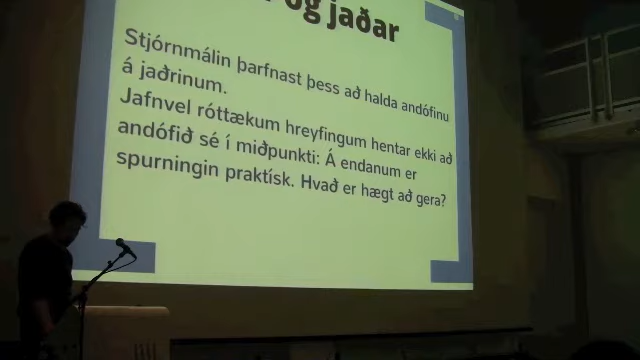 og jaðar
Stjórnmálin þarfnast þess að halda andófinu
á jaðrinum.
Jafnvel róttækum hreyfingum hentar ekki að
andófið sé í miðpunkti: Á endanum er
spurningin praktísk. Hvað er hægt að gera?